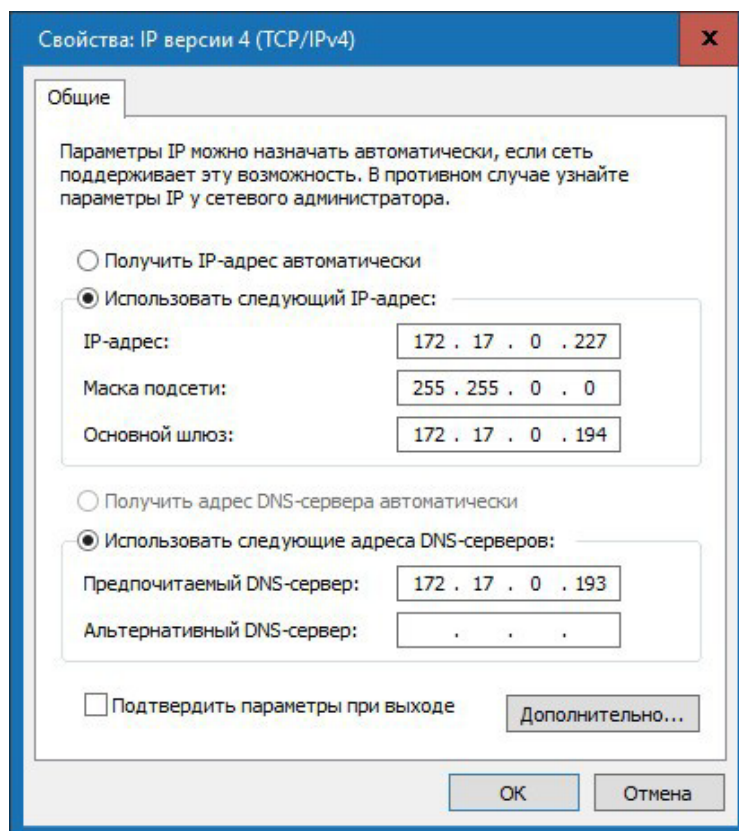 Свойства: IP версии 4 (TCP/IPv4)
x
Общие
Параметры IP можно назначать автоматически, если сеть
поддерживает эту возможность. В противном случае узнайте
параметры IP у сетевого администратора.
Получить IP-адрес автоматически
Использовать следующий IP-адрес:
IP-адрес: 172 . 17 . 0 . 227
Маска подсети: 255 . 255 . 0 . 0
Основной шлюз: 172 . 17 . 0 . 194
Получить адрес DNS-сервера автоматически
Использовать следующие адреса DNS-серверов:
Предпочитаемый DNS-сервер: 172 . 17 . 0 . 193
Альтернативный DNS-сервер: . . .
Подтвердить параметры при выходе
Дополнительно...
ОК Отмена